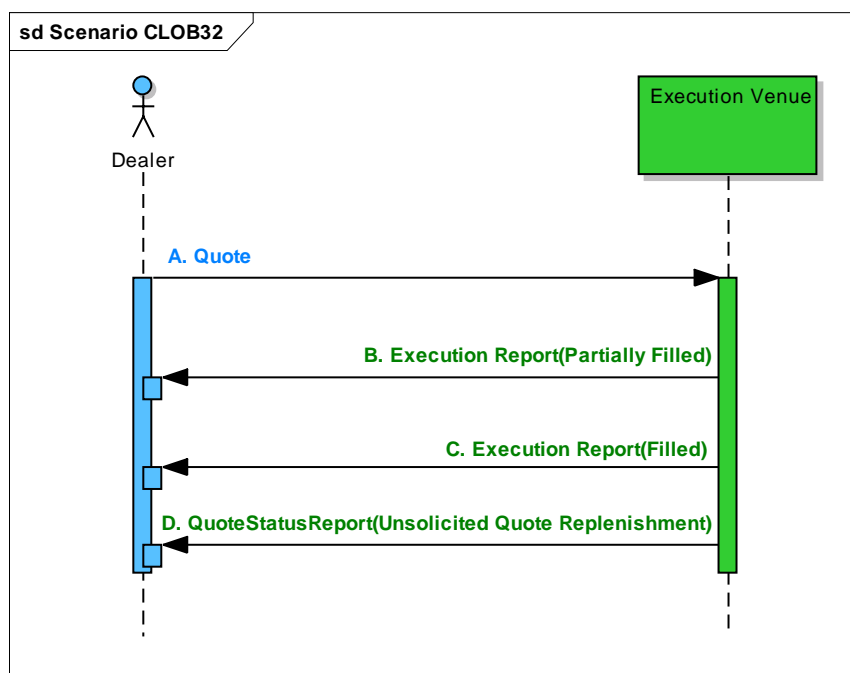 sd Scenario CLOB32
Execution Venue
Dealer
A. Quote
B. Execution Report(Partially Filled)
C. Execution Report(Filled)
D. QuoteStatusReport(Unsolicited Quote Replenishment)